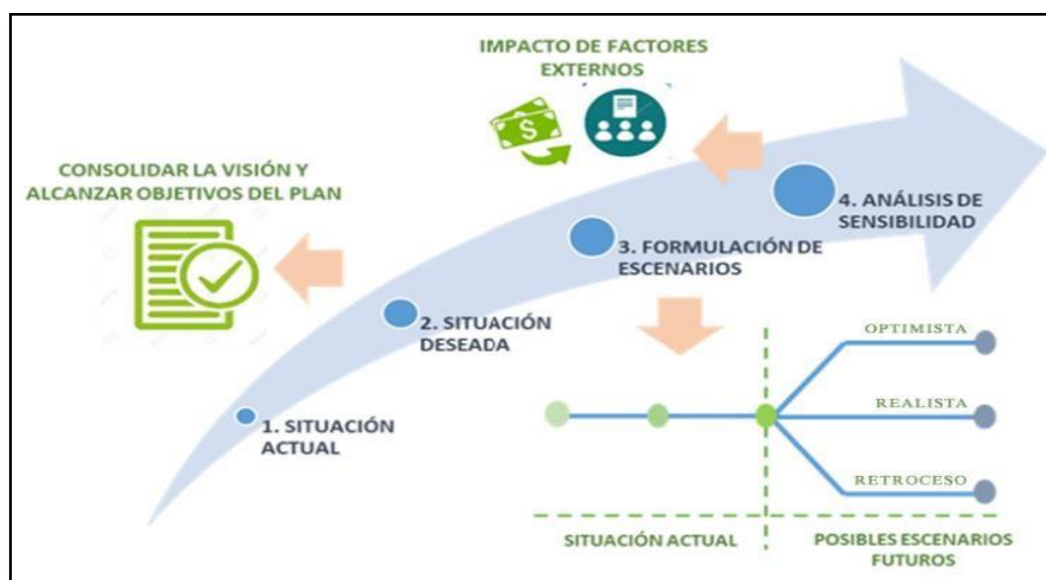 IMPACTO DE FACTORES
EXTERNOS
$
CONSOLIDAR LA VISIÓN Y
ALCANZAR OBJETIVOS DEL PLAN
4. ANÁLISIS DE
SENSIBILIDAD
3. FORMULACIÓN DE
ESCENARIOS
2. SITUACIÓN
DESEADA
1. SITUACIÓN
ACTUAL
OPTIMISTA
REALISTA
RETROCESO
SITUACIÓN ACTUAL
POSIBLES ESCENARIOS
FUTUROS